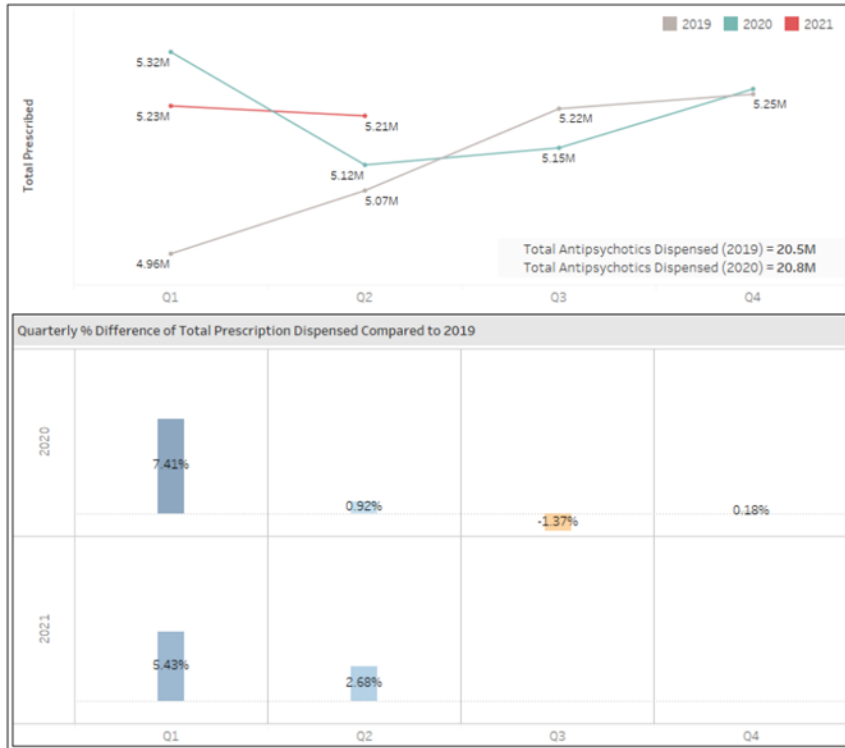 2019 2020 2021
Total Prescribed
5.32M
5.23M
5.21M
5.22M
5.25M
5.12M
5.15M
5.07M
4.96M
Total Antipsychotics Dispensed (2019) = 20.5M
Total Antipsychotics Dispensed (2020) = 20.8M
Q1 Q2 Q3 Q4
Quarterly % Difference of Total Prescription Dispensed Compared to 2019
2020
7.41% 0.92% -1.37% 0.18%
2021
5.43% 2.68%
Q1 Q2 Q3 Q4